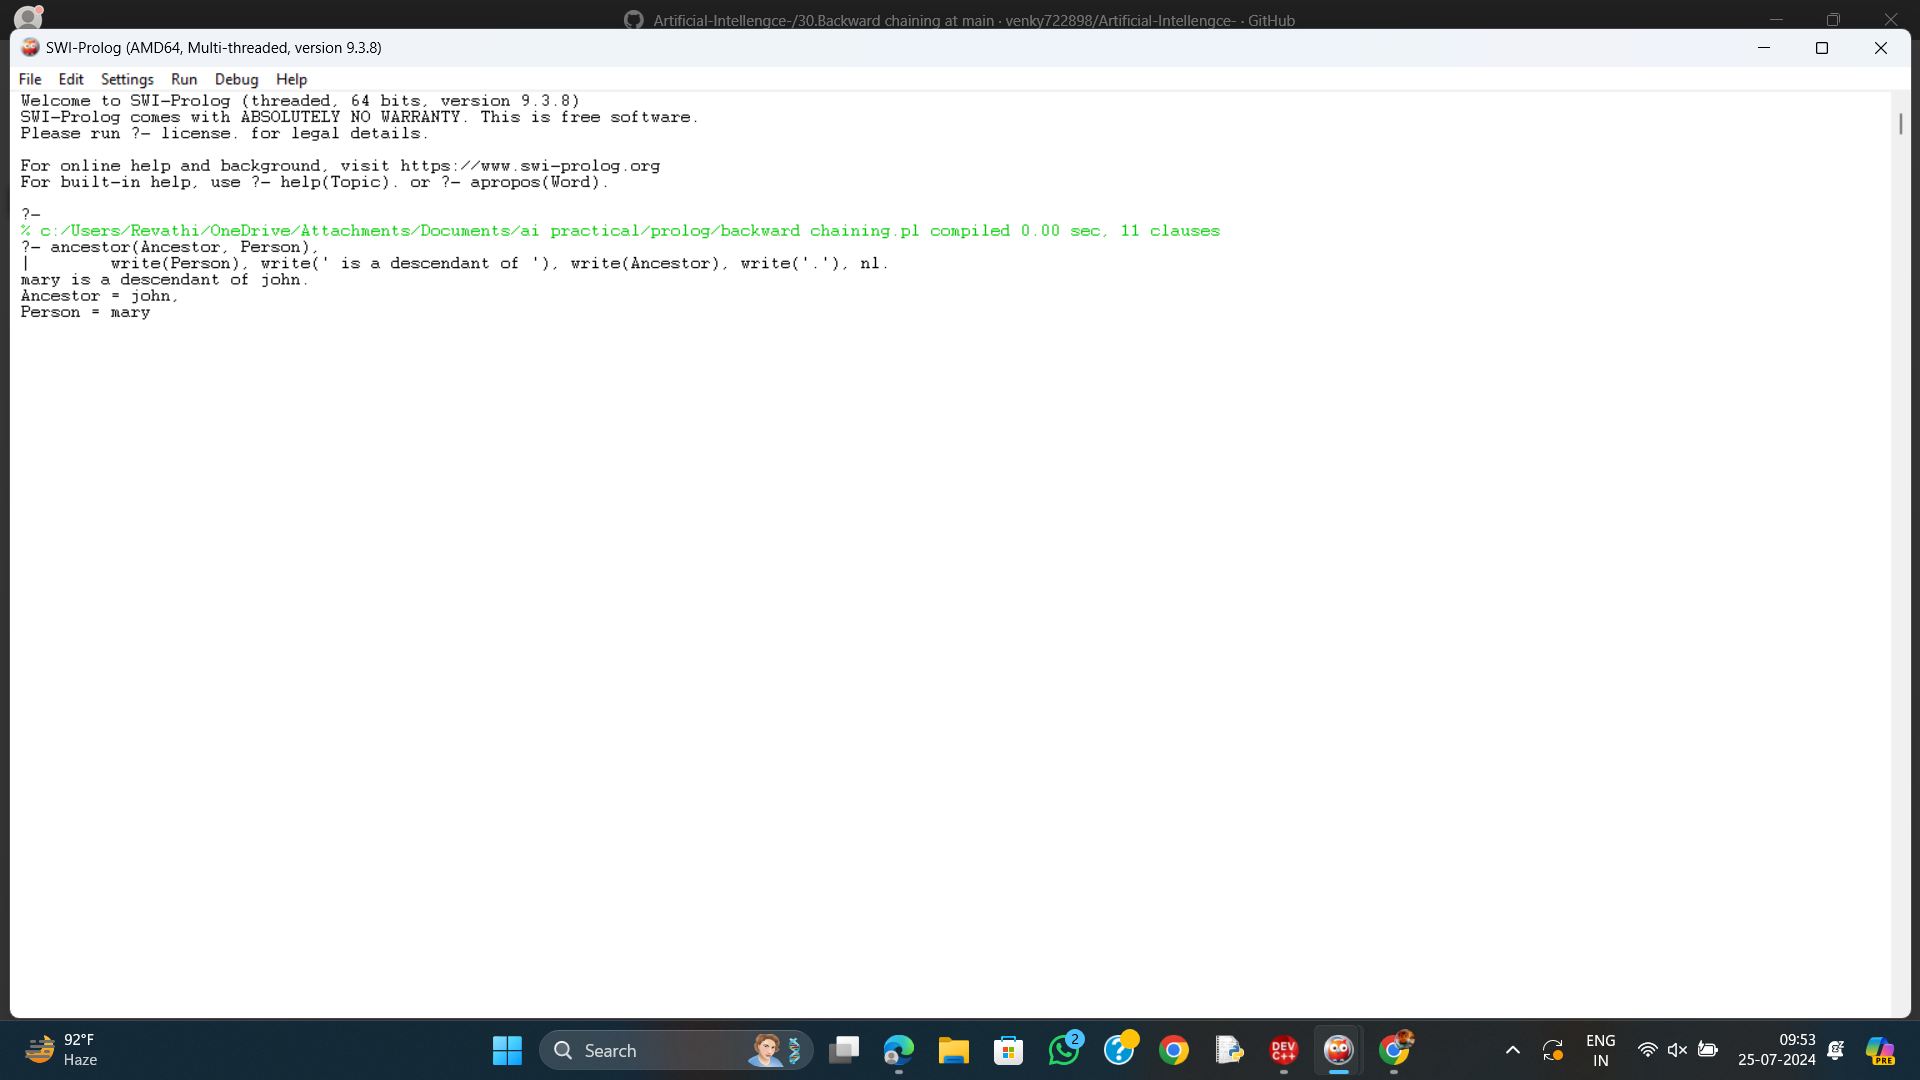 Artificial-Intellengce-/30.Backward chaining at main · venky722898/Artificial-Intellengce- · GitHub
SWI-Prolog (AMD64, Multi-threaded, version 9.3.8)
File Edit Settings Run Debug Help
Welcome to SWI-Prolog (threaded, 64 bits, version 9.3.8)
SWI-Prolog comes with ABSOLUTELY NO WARRANTY. This is free software.
Please run ?- license. for legal details.
For online help and background, visit https://www.swi-prolog.org
For built-in help, use ?- help(Topic). or ?- apropos(Word).
?-
% c:/Users/Revathi/OneDrive/Attachments/Documents/ai practical/prolog/backward chaining.pl compiled 0.00 sec, 11 clauses
?- ancestor(Ancestor, Person),
|        write(Person), write(' is a descendant of '), write(Ancestor), write('.'), nl.
mary is a descendant of john.
Ancestor = john,
Person = mary
92°F
Haze
Search
2
DEV
C++
ENG
IN
09:53
25-07-2024
PRE